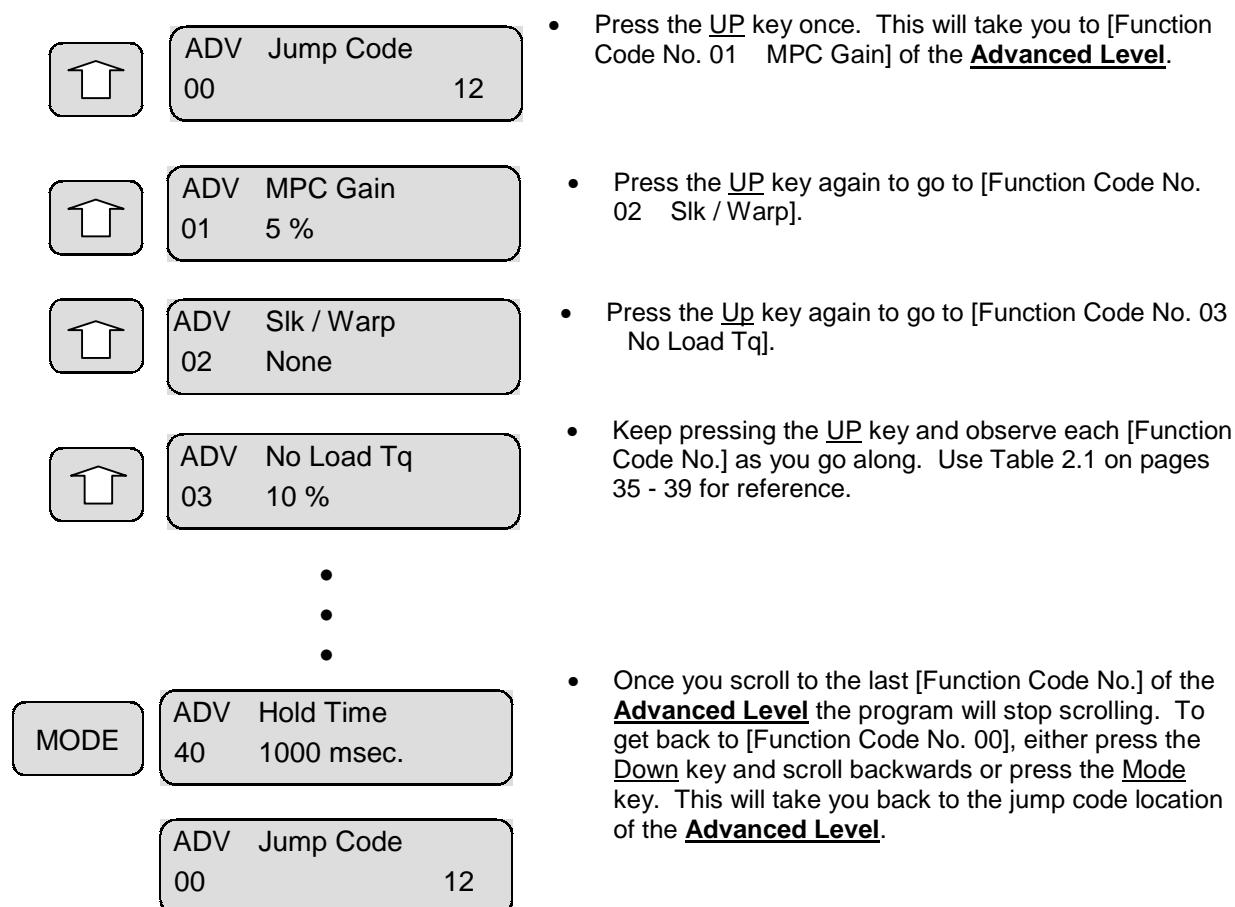 ADV Jump Code
00 12
• Press the UP key once. This will take you to [Function
Code No. 01 MPC Gain] of the Advanced Level.
ADV MPC Gain
01 5 %
• Press the UP key again to go to [Function Code No.
02 Slk / Warp].
ADV Slk / Warp
02 None
• Press the Up key again to go to [Function Code No. 03
No Load Tq].
ADV No Load Tq
03 10 %
• Keep pressing the UP key and observe each [Function
Code No.] as you go along. Use Table 2.1 on pages
35 - 39 for reference.
MODE
ADV Hold Time
40 1000 msec.
• Once you scroll to the last [Function Code No.] of the
Advanced Level the program will stop scrolling. To
get back to [Function Code No. 00], either press the
Down key and scroll backwards or press the Mode
key. This will take you back to the jump code location
of the Advanced Level.
ADV Jump Code
00 12